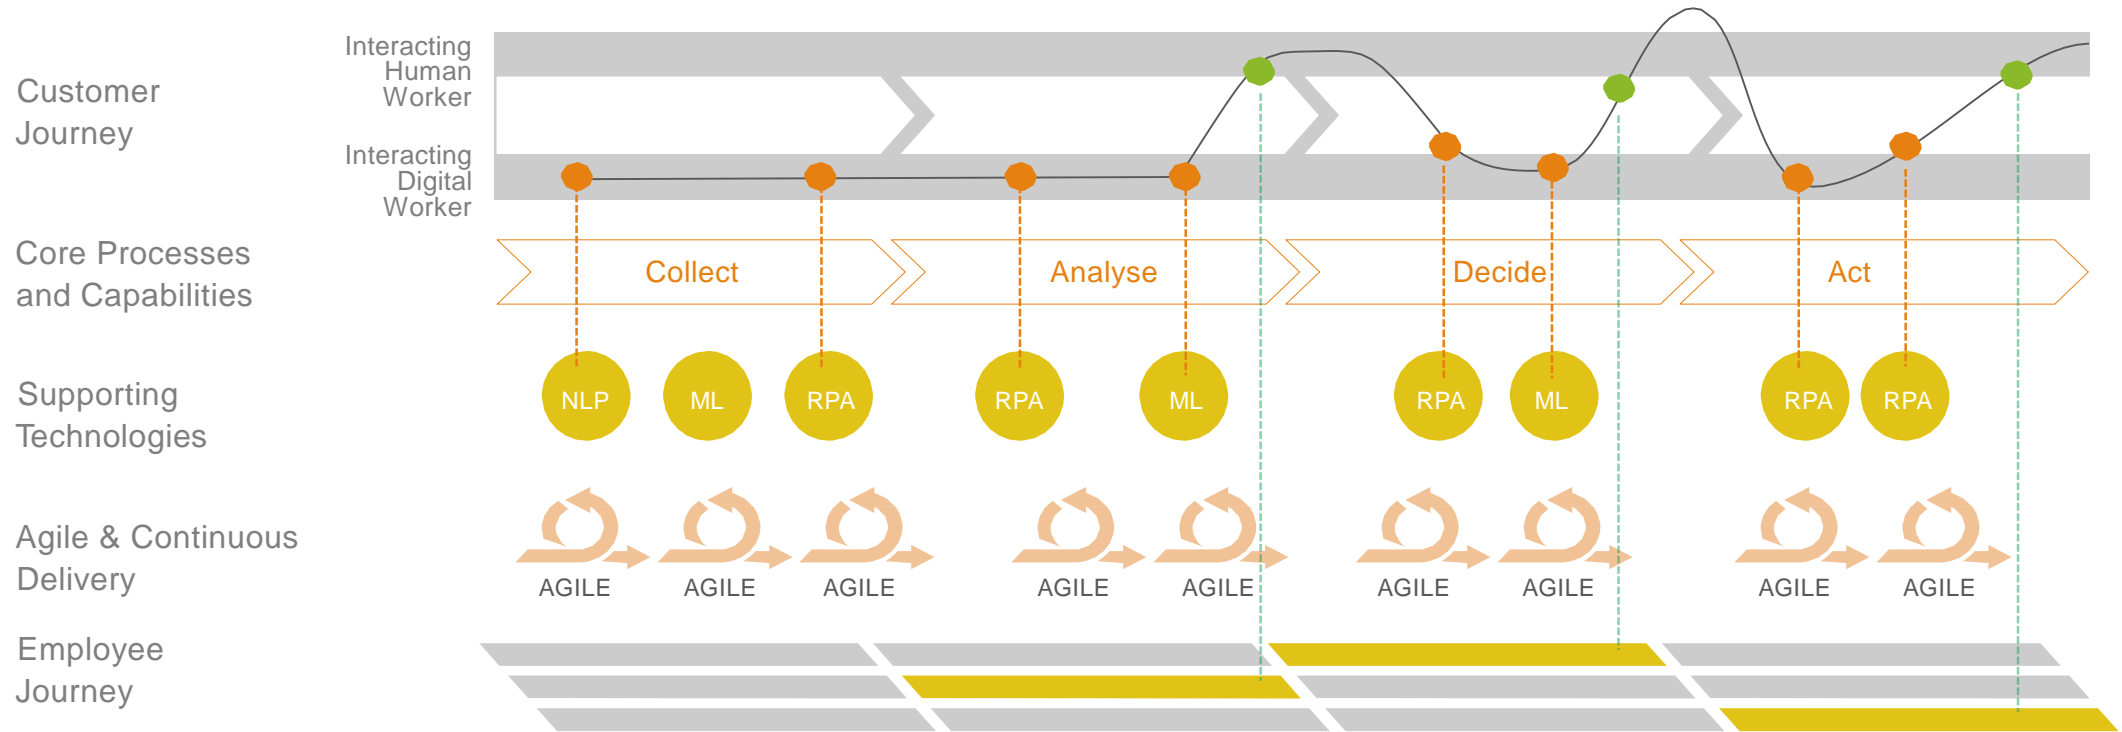 Customer
Journey
Interacting
Human
Worker
Interacting
Digital
Worker
Core Processes
and Capabilities
Collect
Analyse
Decide
Act
Supporting
Technologies
NLP
ML
RPA
RPA
ML
RPA
ML
RPA
RPA
Agile & Continuous
Delivery
AGILE
AGILE
AGILE
AGILE
AGILE
AGILE
AGILE
AGILE
AGILE
Employee
Journey